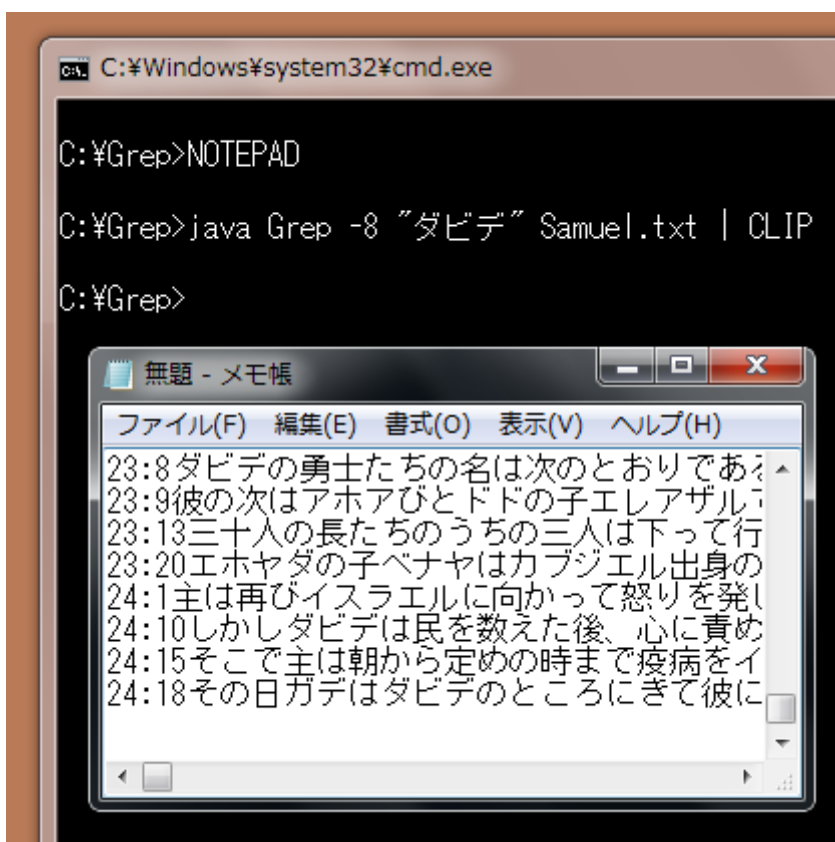 C:¥Windows¥system32¥cmd.exe
C:¥Grep>NOTEPAD
C:¥Grep>java Grep -8 "ダビデ" Samuel.txt | CLIP
C:¥Grep>
無題 - メモ帳
ファイル(F) 編集(E) 書式(O) 表示(V) ヘルプ(H)
23:8ダビデの勇士たちの名は次のとおりであ
23:9彼の次はアホアびとドドの子エレアザル
23:13三十人の長たちのうちの三人は下って行
23:20エホヤダの子ベナヤはカブジエル出身の
24:1主は再びイスラエルに向かって怒りを発し
24:10しかしダビデは民を数えた後、心に責め
24:15そこで主は朝から定めの時まで疫病をイ
24:18その日ガデはダビデのところにきて彼に